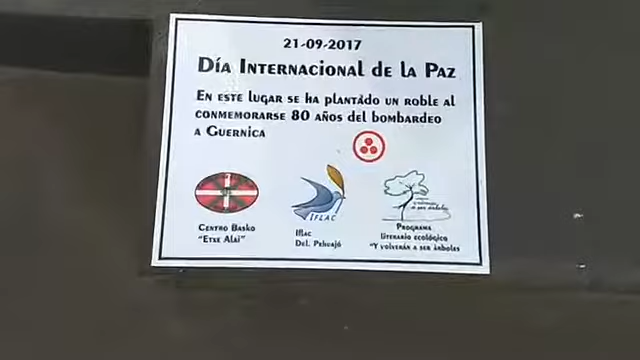 21-09-2017
Día Internacional de la Paz
En este lugar se ha plantado un roble al
conmemorarse 80 años del bombardeo
a Guernica
IFLAC
Centro Basko
"Etxe Alai"
Iflac
Del. Pehuajó
Programa
literario ecológico
"Y volverán a ser árboles